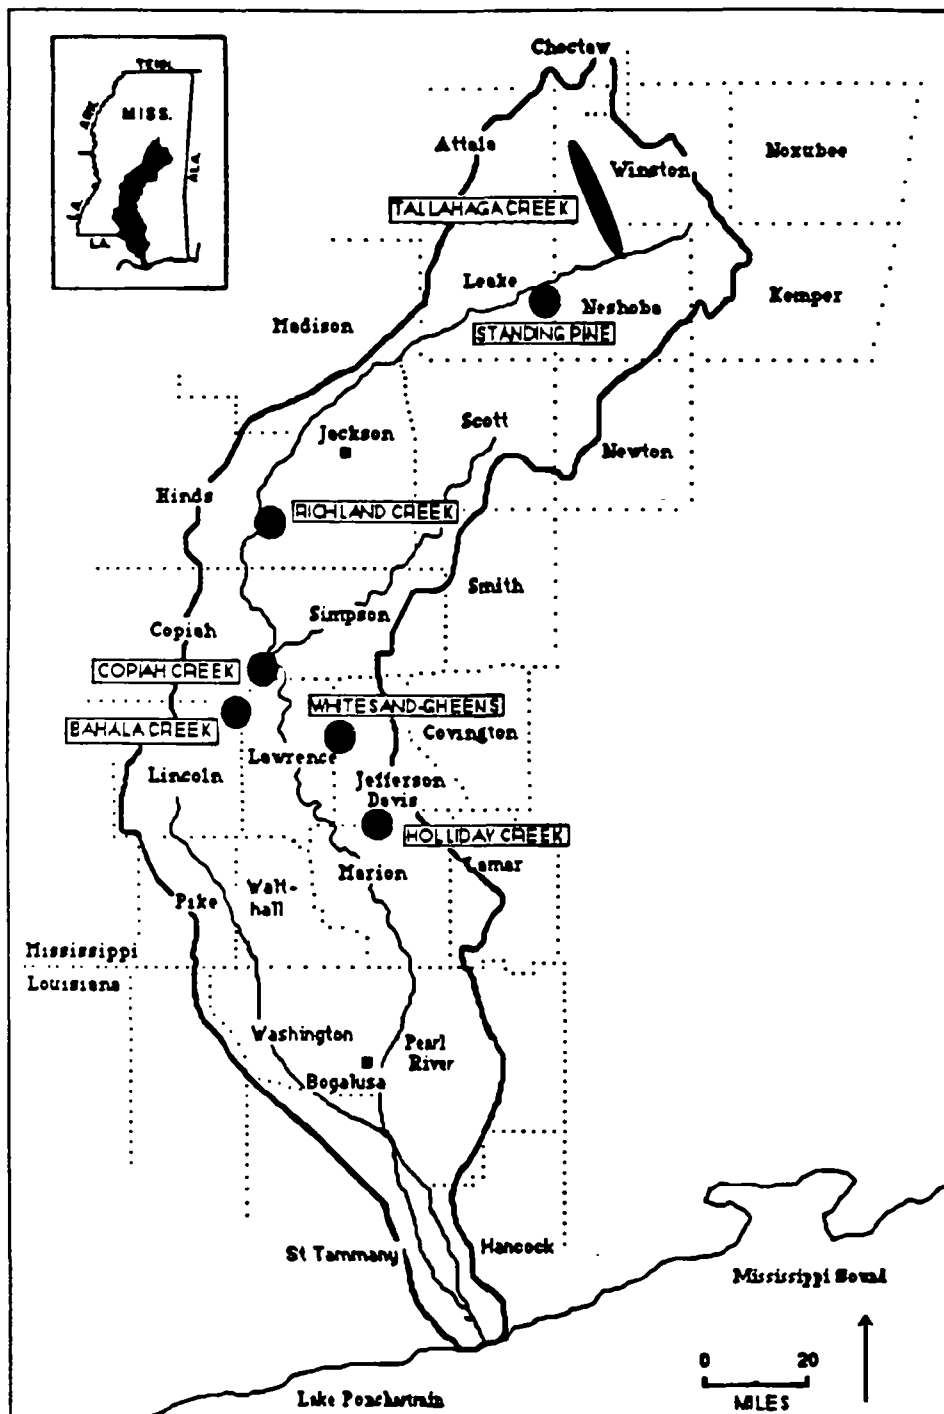 TENN.
MISS.
ARK
ALA.
LA.
LA.
Choctaw
Attala
Winston
Noxubee
TALLAHAGA CREEK
Leake
Neshoba
Kemper
STANDING PINE
Madison
Jackson
Scott
Newton
Hinds
RICHLAND CREEK
Smith
Simpson
Copiah
COPIAH CREEK
WHITESAND-GHEENS
BAHALA CREEK
Covington
Lawrence
Lincoln
Jefferson
Davis
HOLLIDAY CREEK
Lamar
Marion
Walt-
hall
Pike
Mississippi
Louisiana
Washington
Pearl
River
Bogalusa
St Tammany
Hancock
Mississippi Sound
0 20
MILES
Lake Ponchartrain